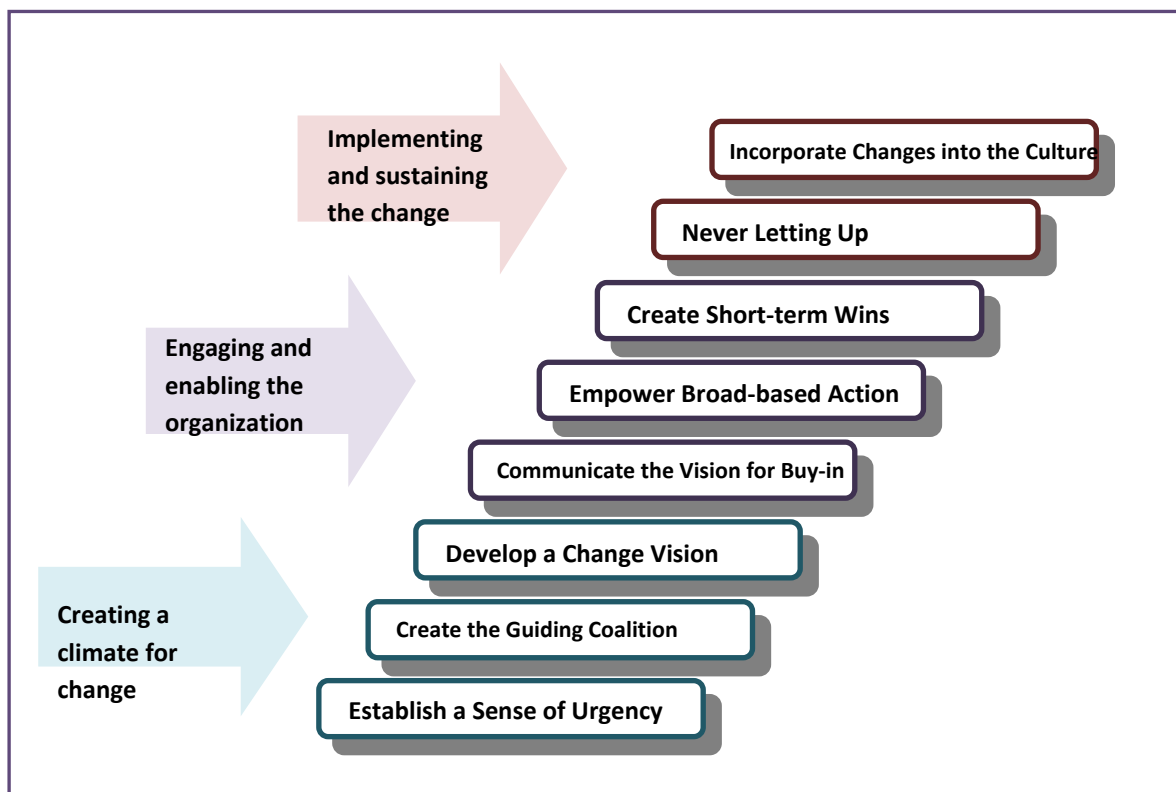 Implementing
and sustaining
the change
Incorporate Changes into the Culture
Never Letting Up
Create Short-term Wins
Engaging and
enabling the
organization
Empower Broad-based Action
Communicate the Vision for Buy-in
Develop a Change Vision
Creating a
climate for
change
Create the Guiding Coalition
Establish a Sense of Urgency